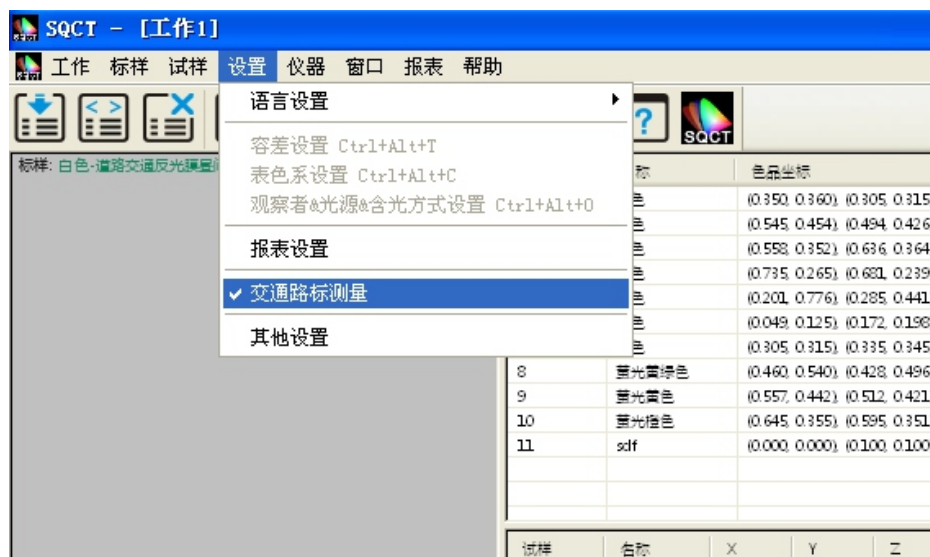 SQCT - [工作1]
工作 标样 试样 设置 仪器 窗口 报表 帮助
语言设置
SQCT
容差设置 Ctrl+Alt+T
表色系设置 Ctrl+Alt+C
观察者&光源&含光方式设置 Ctrl+Alt+O
报表设置
交通路标测量
其他设置
标样: 白色-道路交通反光膜昼间
称 色品坐标
色 (0.350, 0.360), (0.305, 0.315
色 (0.545, 0.454), (0.494, 0.426
色 (0.558, 0.352), (0.636, 0.364
色 (0.735, 0.265), (0.681, 0.239
色 (0.201, 0.776), (0.285, 0.441
色 (0.049, 0.125), (0.172, 0.198
色 (0.305, 0.315), (0.335, 0.345
8 荧光黄绿色 (0.460, 0.540), (0.428, 0.496
9 荧光黄色 (0.557, 0.442), (0.512, 0.421
10 荧光橙色 (0.645, 0.355), (0.595, 0.351
11 sdf (0.000, 0.000), (0.100, 0.100
试样 名称 X Y Z